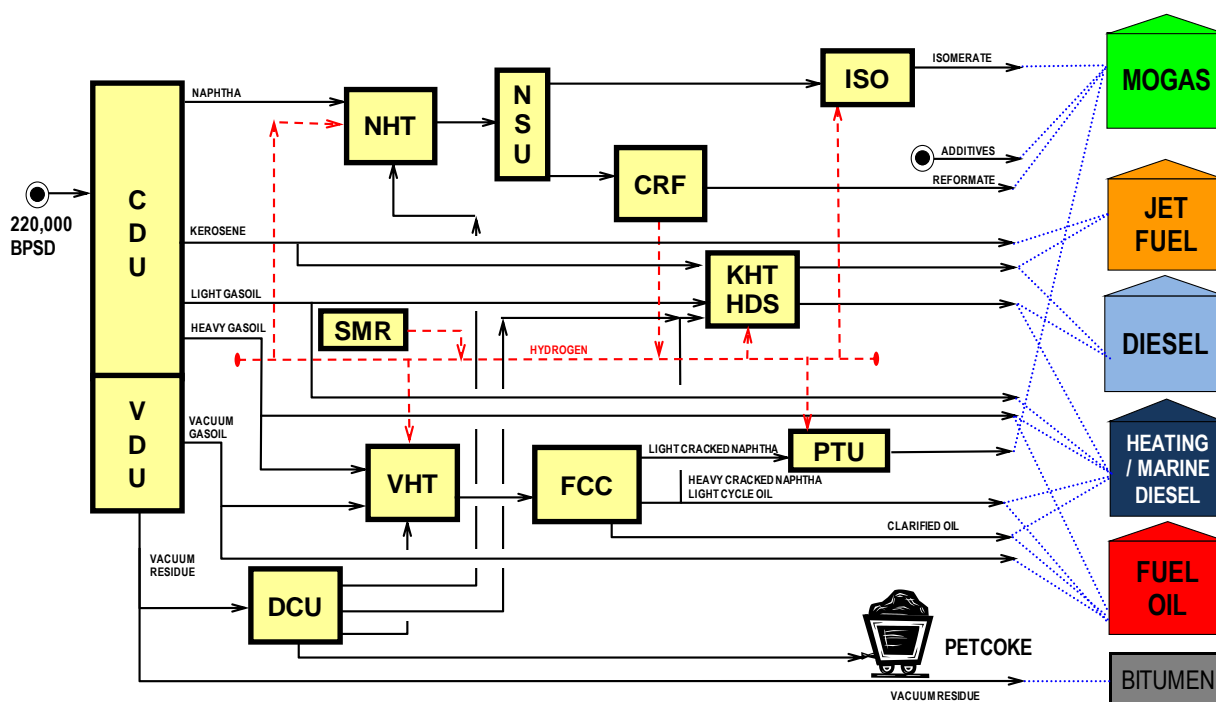 ISOMERATE
MOGAS
NAPHTHA
NHT
N
S
U
ISO
ADDITIVES
CRF
REFORMATE
220,000
BPSD
C
D
U
KEROSENE
JET
FUEL
KHT
HDS
LIGHT GASOIL
SMR
HEAVY GASOIL
HYDROGEN
DIESEL
V
D
U
VACUUM
GASOIL
VHT
FCC
LIGHT CRACKED NAPHTHA
PTU
HEAVY CRACKED NAPHTHA
LIGHT CYCLE OIL
HEATING
/ MARINE
DIESEL
CLARIFIED OIL
VACUUM
RESIDUE
DCU
FUEL
OIL
PETCOKE
VACUUM RESIDUE
BITUMEN